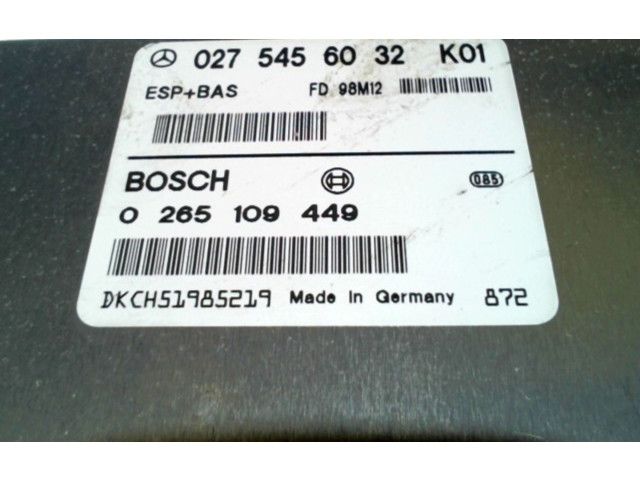 027 545 60 32 K01
ESP+BAS FD 98M12
BOSCH 085
0 265 109 449
DKCH51985219 Made In Germany 872